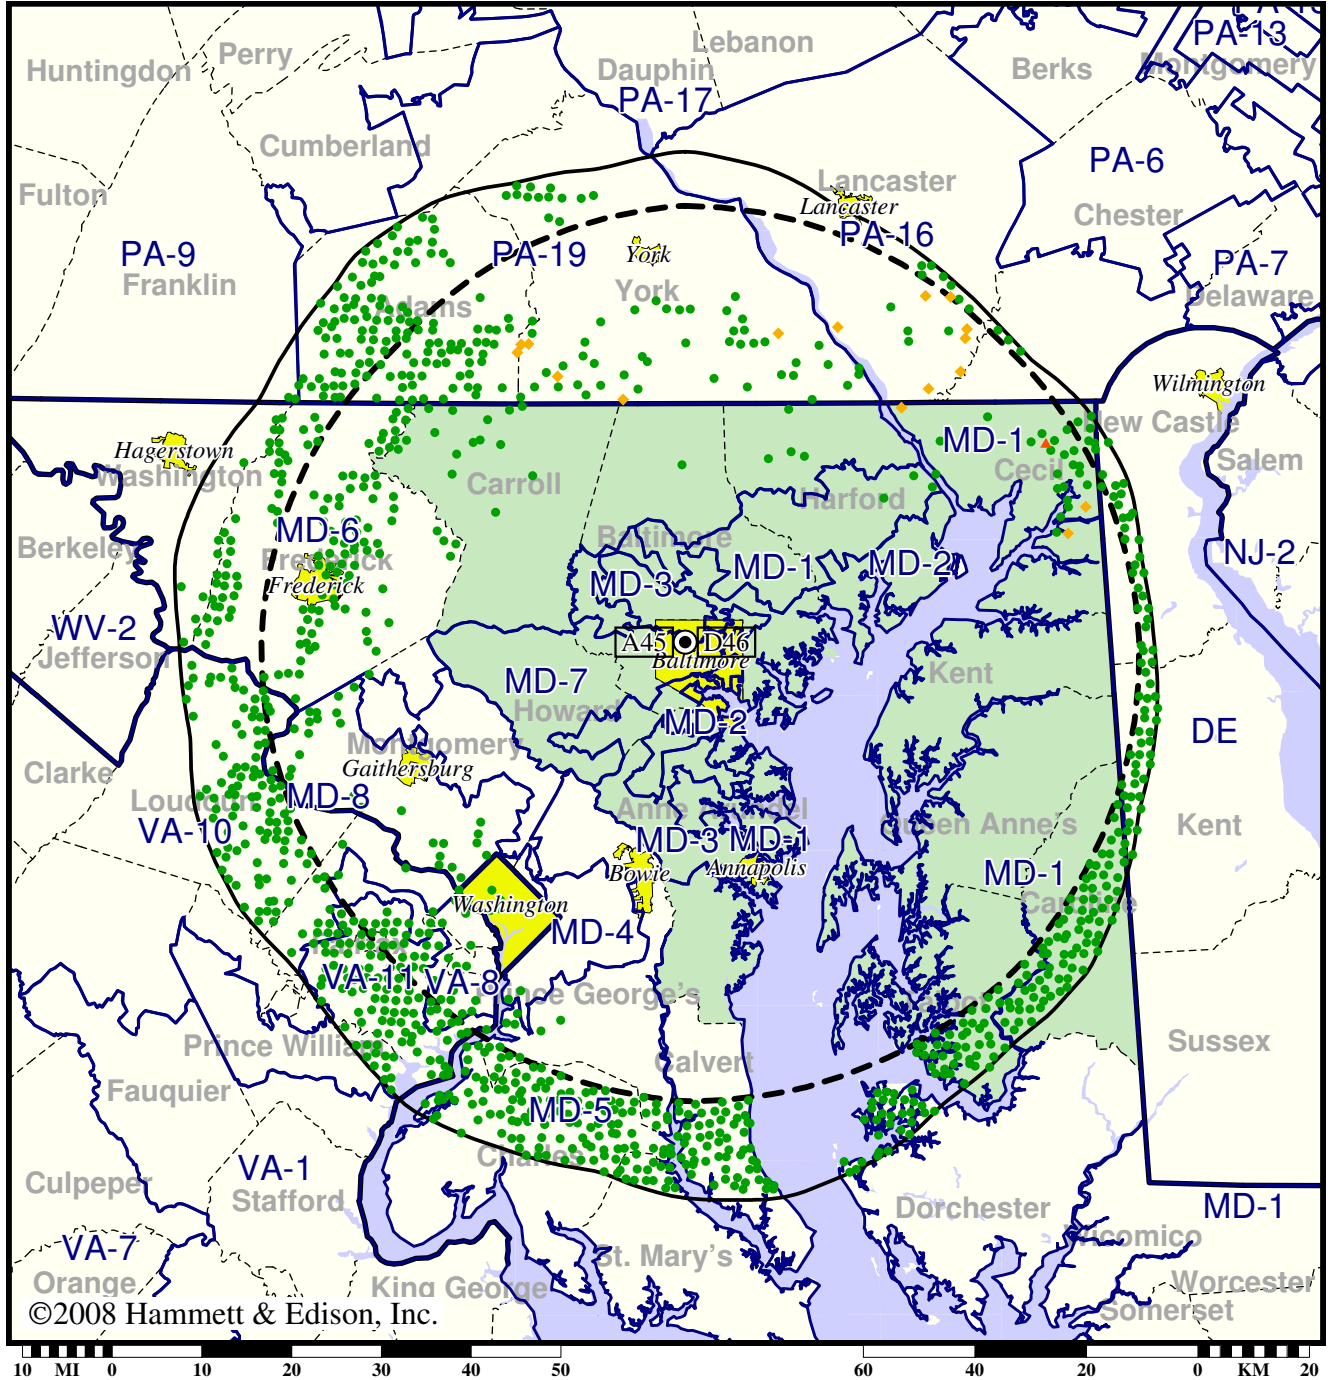 PA-13
Montgomery
Perry
Lebanon
Huntingdon
Dauphin
Berks
PA-17
Cumberland
PA-6
Fulton
Lancaster
Lancaster
Chester
PA-9
PA-19
York
PA-16
PA-7
Franklin
York
Delaware
Adams
Wilmington
New Castle
Hagerstown
Washington
MD-1
Cecil
Salem
Carroll
Harford
MD-6
Baltimore
Berkeley
Frederick
Frederick
MD-3
MD-1
MD-2
NJ-2
WV-2
Jefferson
A45
D46
Baltimore
Kent
MD-7
Howard
MD-2
DE
Montgomery
Gaithersburg
Clarke
Loudoun
MD-8
Anne Arundel
VA-10
MD-3
MD-1
Queen Anne's
Kent
Bowie
Annapolis
MD-1
Washington
Caroline
MD-4
Fairfax
VA-11
VA-8
Prince George's
Talbot
Prince William
Calvert
Sussex
Fauquier
MD-5
Charles
VA-1
Culpeper
Stafford
Dorchester
MD-1
Wicomico
VA-7
St. Mary's
Orange
King George
Worcester
Somerset
©2008 Hammett & Edison, Inc.
10 MI 0 10 20 30 40 50 60 40 20 0 KM 20